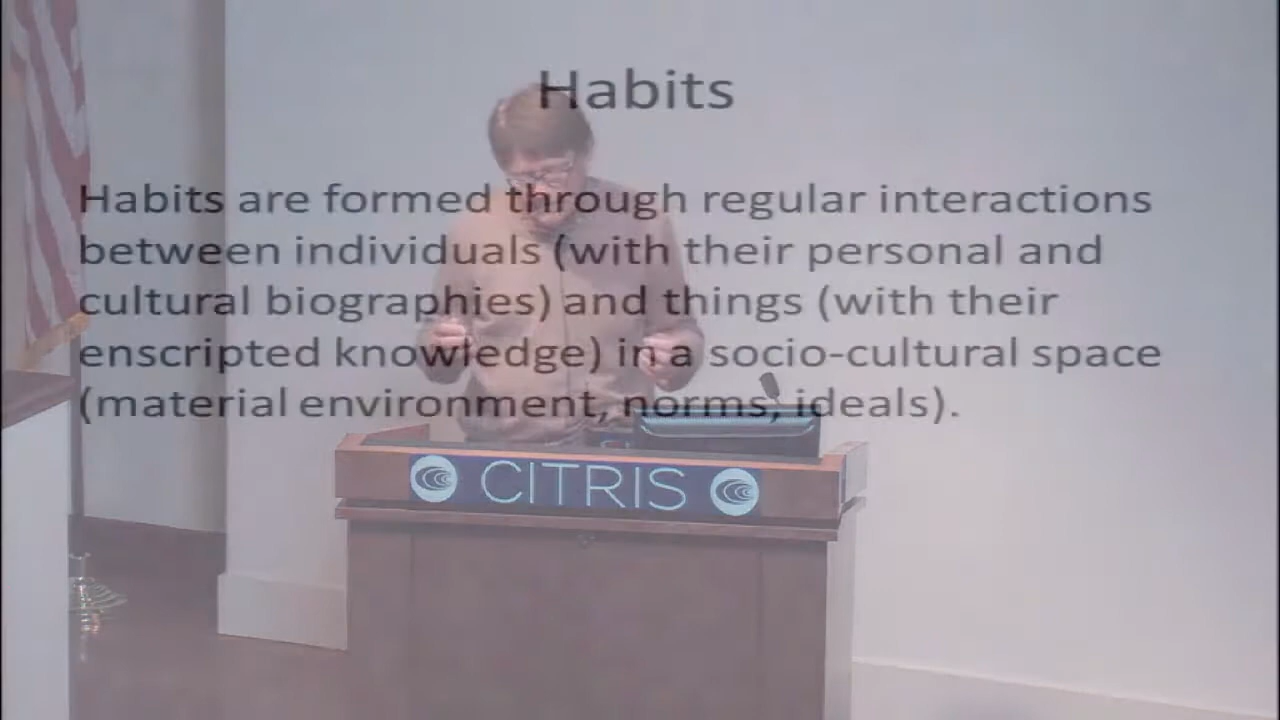 Habits
Habits are formed through regular interactions
between individuals (with their personal and
cultural biographies) and things (with their
enscripted knowledge) in a socio-cultural space
(material environment, norms, ideals).
CITRIS